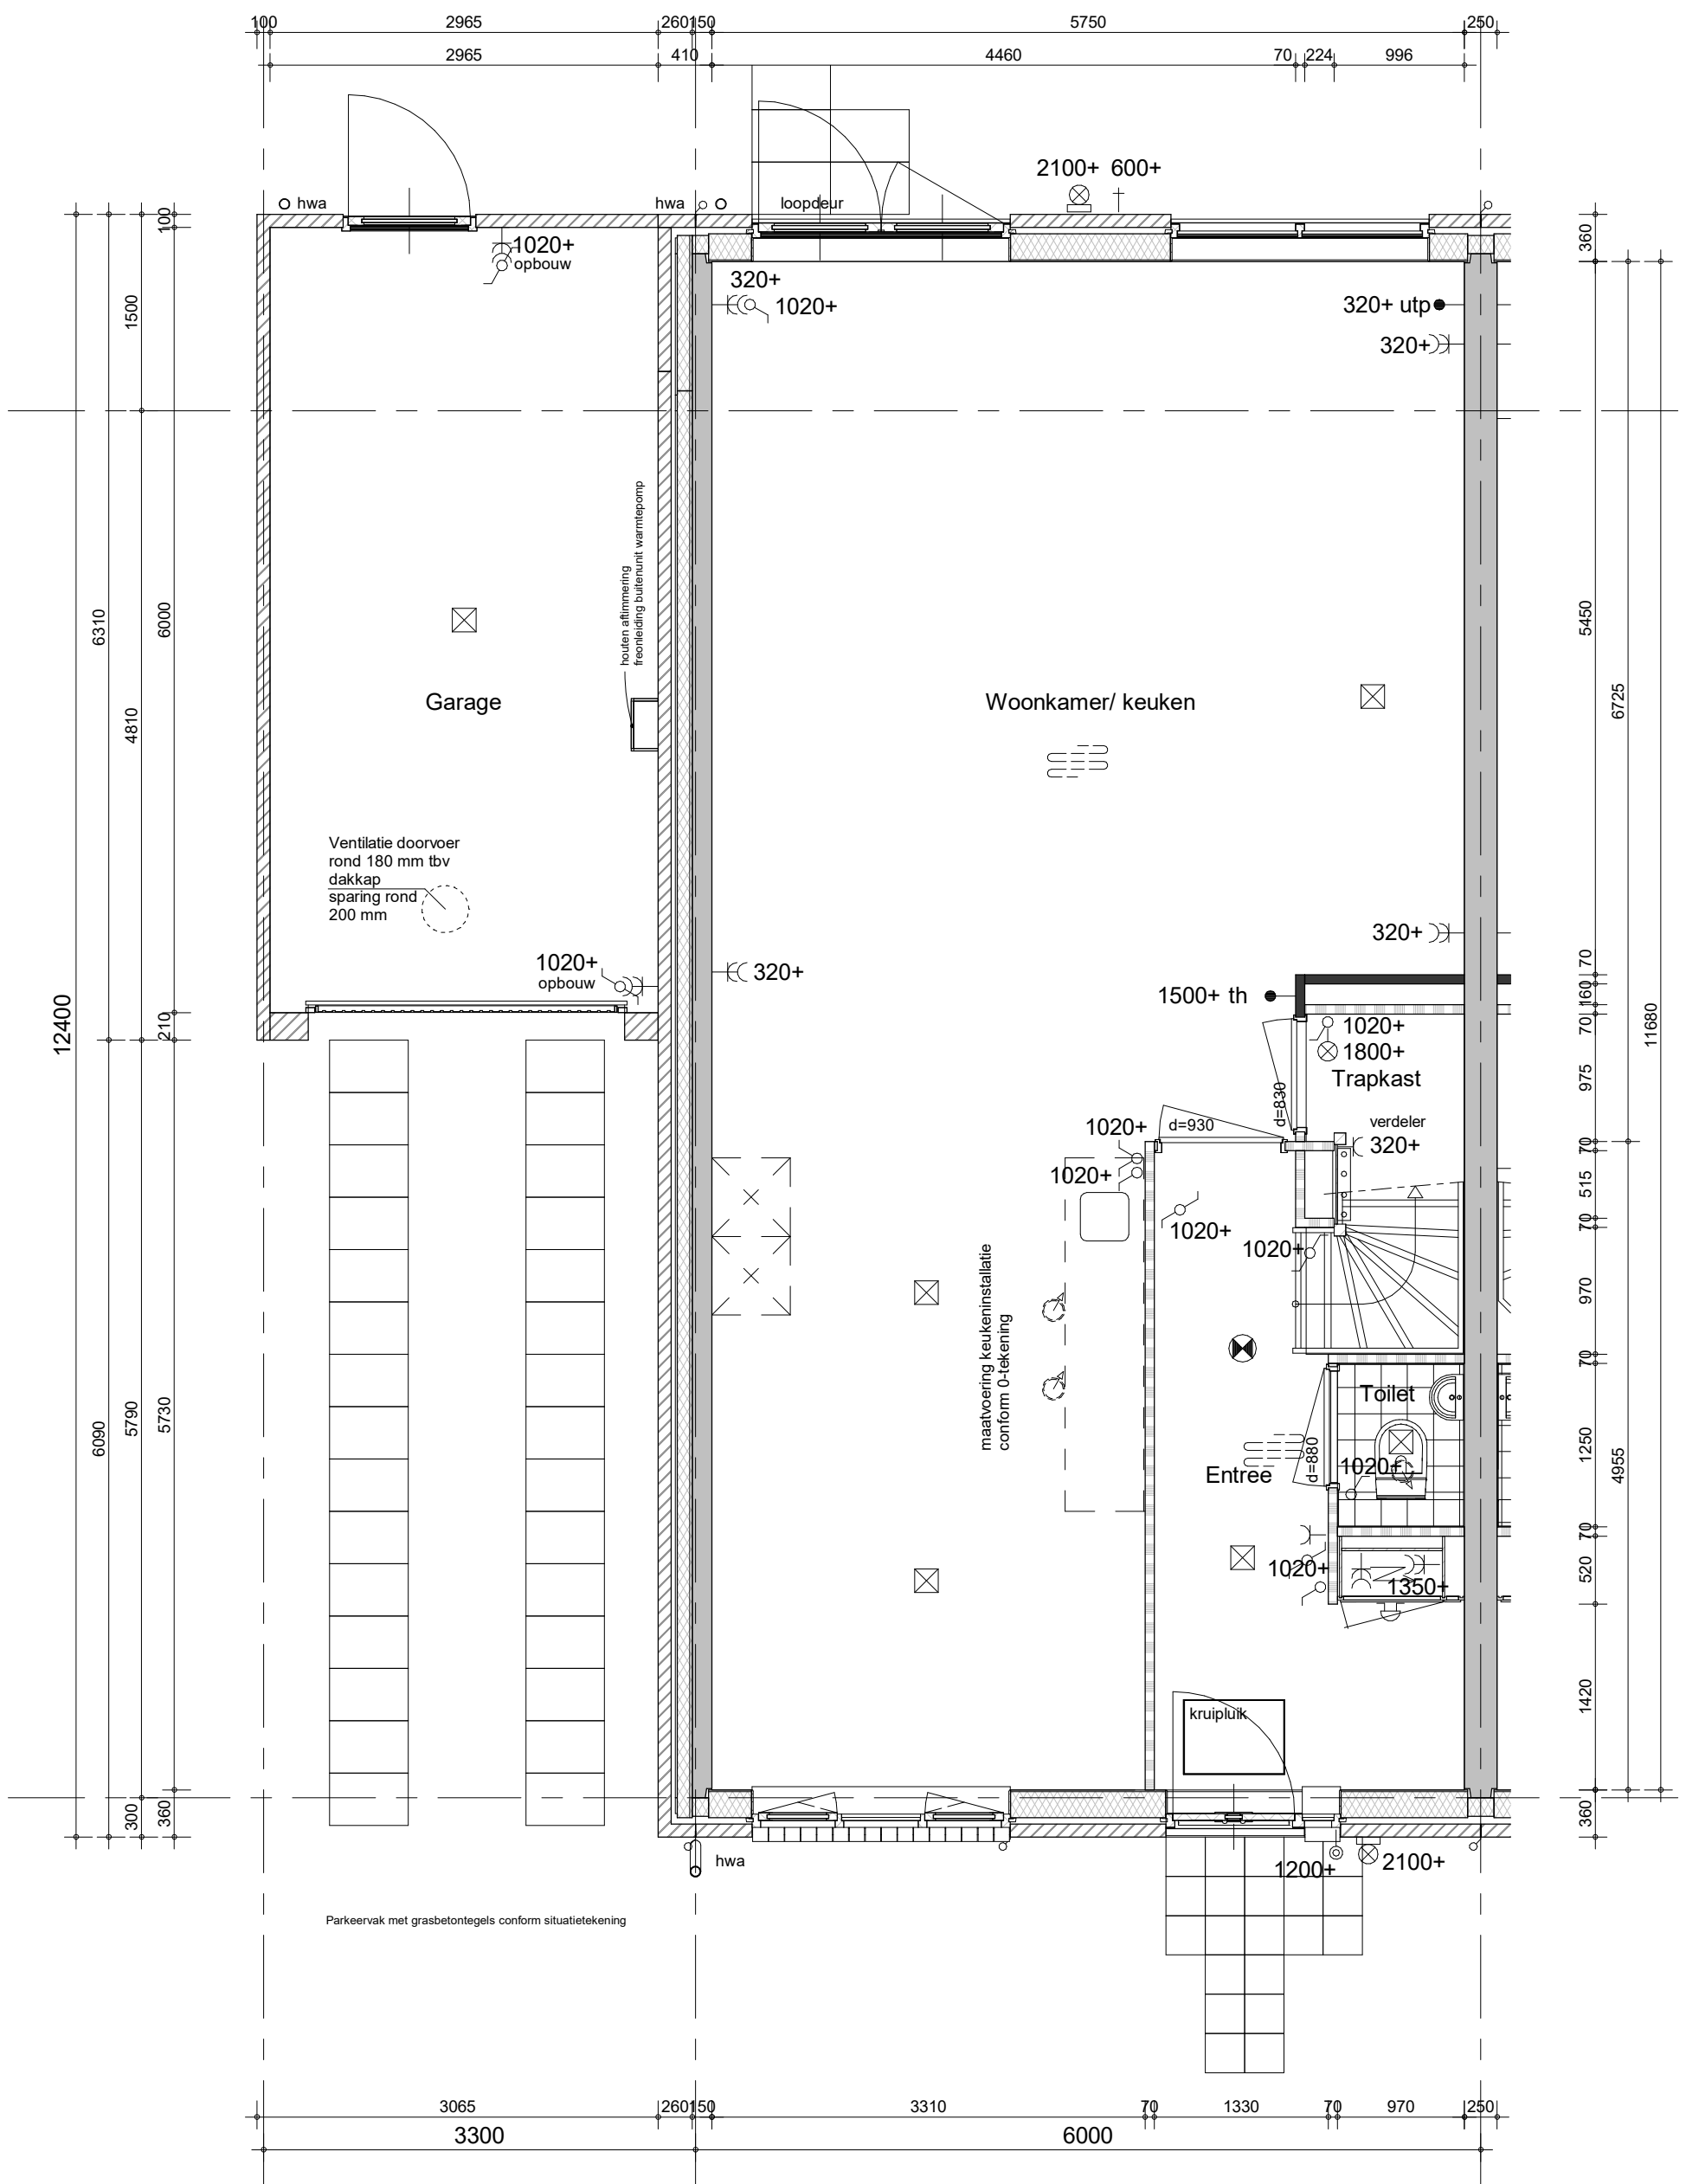 100 2965 260 150 5750 250
2965 410 4460 70 224 996
2100+ 600+
hwa hwa loopdeur
1020+
opbouw
320+
1020+
320+ utp
320+
houten aftimmering
freonleiding buitenunit warmtepomp
Garage
Woonkamer/ keuken
Ventilatie doorvoer
rond 180 mm tbv
dakkap
sparing rond
200 mm
1020+
opbouw
320+
320+
1500+ th
1020+
1800+
Trapkast
d=830
d=930
verdeler
320+
1020+
1020+
1020+
1020+
maatvoering keukeninstallatie
conform 0-tekening
Toilet
d=880
1020+
Entree
1020+
1350+
kruipluik
hwa
1200+
2100+
Parkeervak met grasbetontegels conform situatietekening
12400
6310
6090
1500
4810
5790
300
100
6000
210
5730
360
360
5450
70
160
70
975
70
515
70
970
70
1250
70
520
1420
360
6725
4955
11680
3065 260 150 3310 70 1330 70 970 250
3300 6000